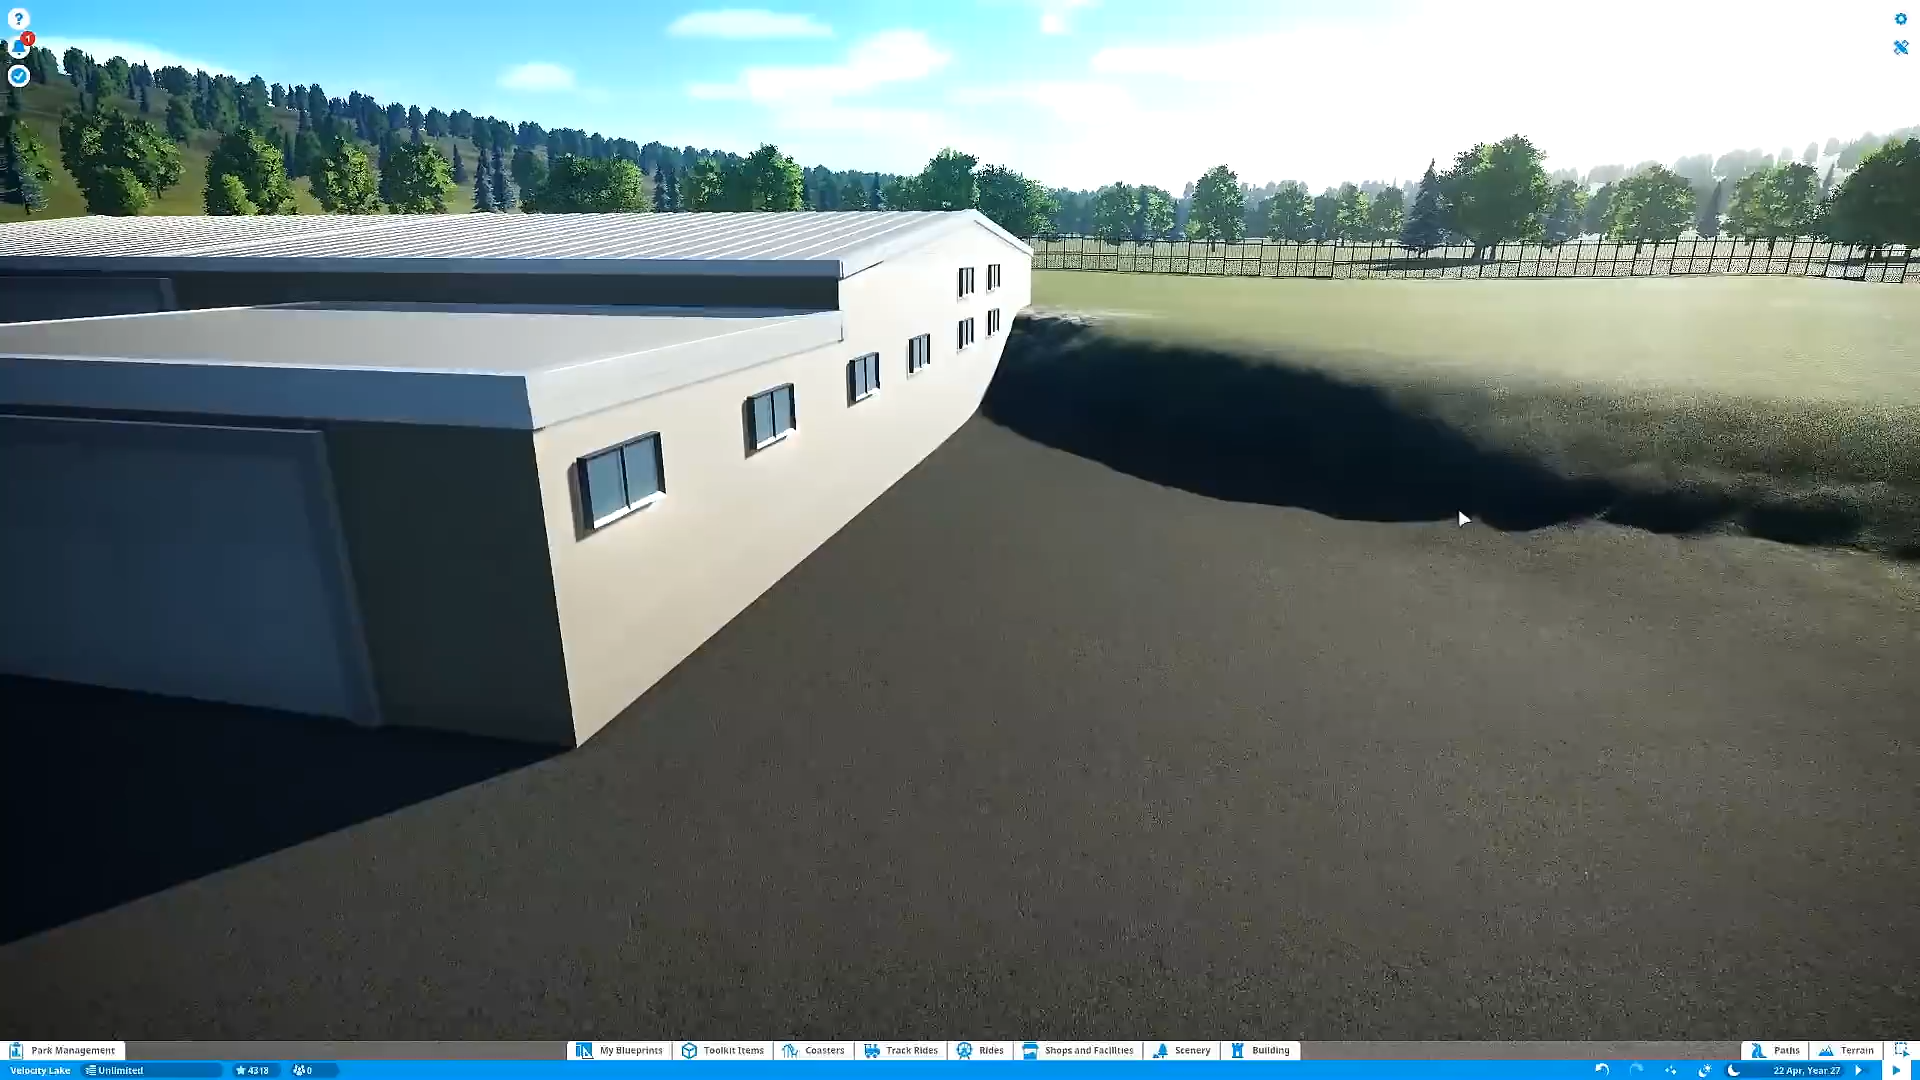 ?
1
Park Management
My Blueprints
Toolkit Items
Coasters
Track Rides
Rides
Shops and Facilities
Scenery
Building
Paths
Terrain
Velocity Lake
Unlimited
4318
0
22 Apr, Year 27